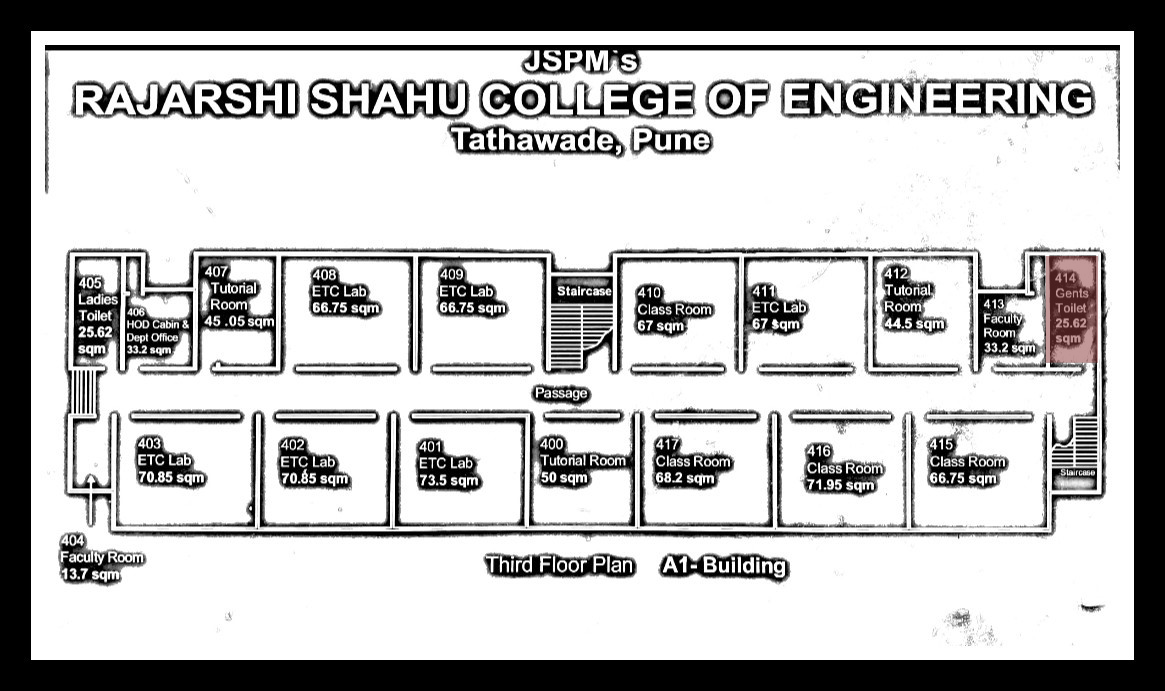 JSPM's
RAJARSHI SHAHU COLLEGE OF ENGINEERING
Tathawade, Pune
405
Ladies
Toilet
25.62
sqm
406
HOD Cabin &
Dept Office
33.2 sqm
407
Tutorial
Room
45 .05 sqm
408
ETC Lab
66.75 sqm
409
ETC Lab
66.75 sqm
Staircase
410
Class Room
67 sqm
411
ETC Lab
67 sqm
412
Tutorial
Room
44.5 sqm
413
Faculty
Room
33.2 sqm
414
Gents
Toilet
25.62
sqm
Passage
403
ETC Lab
70.85 sqm
402
ETC Lab
70.85 sqm
401
ETC Lab
73.5 sqm
400
Tutorial Room
50 sqm
417
Class Room
68.2 sqm
416
Class Room
71.95 sqm
415
Class Room
66.75 sqm
Staircase
404
Faculty Room
13.7 sqm
Third Floor Plan A1- Building